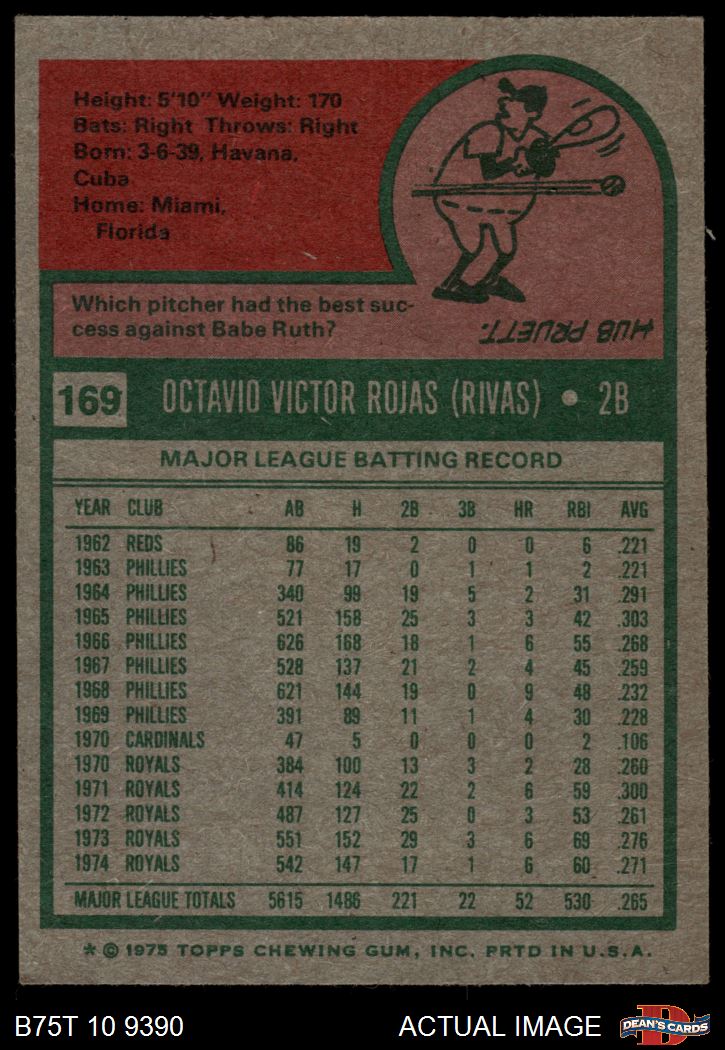 Height: 5'10" Weight: 170
Bats: Right Throws: Right
Born: 3-6-39, Havana,
Cuba
Home: Miami,
Florida
Which pitcher had the best suc-
cess against Babe Ruth?
HUB PRUETT.
169 OCTAVIO VICTOR ROJAS (RIVAS) • 2B
MAJOR LEAGUE BATTING RECORD
YEAR CLUB AB H 2B 3B HR RBI AVG
1962 REDS 86 19 2 0 0 6 .221
1963 PHILLIES 77 17 0 1 1 2 .221
1964 PHILLIES 340 99 19 5 2 31 .291
1965 PHILLIES 521 158 25 3 3 42 .303
1966 PHILLIES 626 168 18 1 6 55 .268
1967 PHILLIES 528 137 21 2 4 45 .259
1968 PHILLIES 621 144 19 0 9 48 .232
1969 PHILLIES 391 89 11 1 4 30 .228
1970 CARDINALS 47 5 0 0 0 2 .106
1970 ROYALS 384 100 13 3 2 28 .260
1971 ROYALS 414 124 22 2 6 59 .300
1972 ROYALS 487 127 25 0 3 53 .261
1973 ROYALS 551 152 29 3 6 69 .276
1974 ROYALS 542 147 17 1 6 60 .271
MAJOR LEAGUE TOTALS 5615 1486 221 22 52 530 .265
* © 1975 TOPPS CHEWING GUM, INC. PRTD IN U.S.A.
B75T 10 9390 ACTUAL IMAGE D DEAN'S CARDS